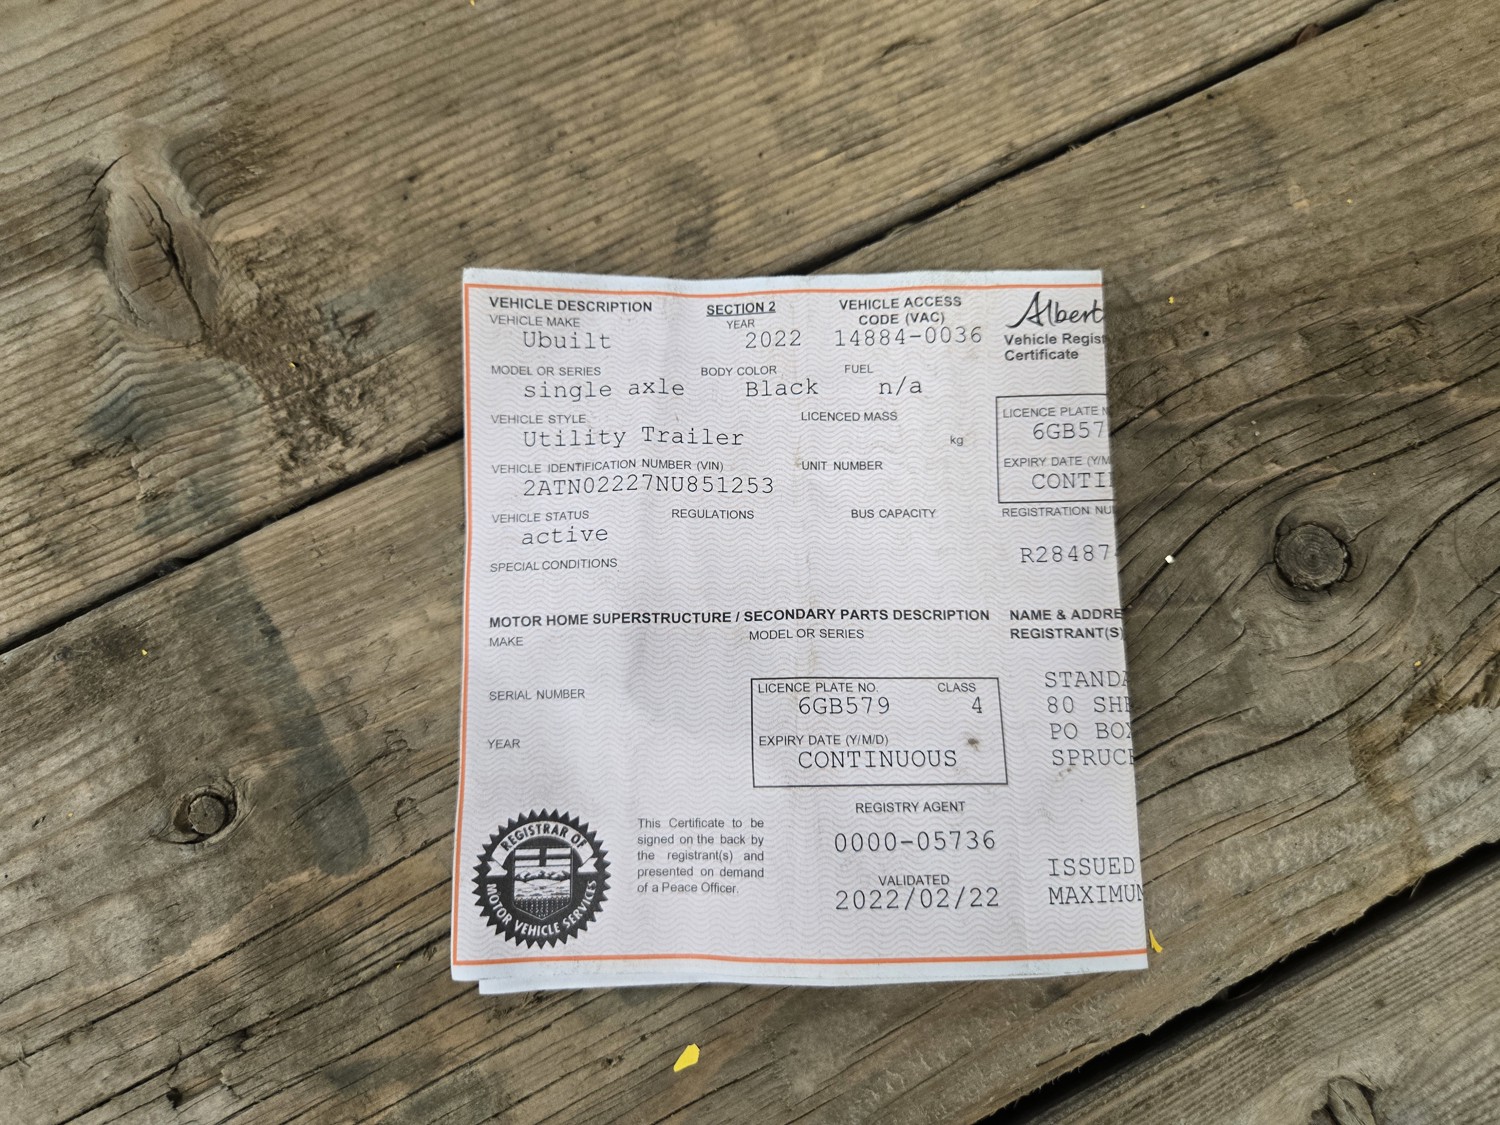 VEHICLE DESCRIPTION SECTION 2 VEHICLE ACCESS CODE (VAC)
VEHICLE MAKE YEAR
Ubuilt 2022 14884-0036
MODEL OR SERIES BODY COLOR FUEL
single axle Black n/a
VEHICLE STYLE LICENCED MASS
Utility Trailer kg
VEHICLE IDENTIFICATION NUMBER (VIN) UNIT NUMBER
2ATN02227NU851253
VEHICLE STATUS REGULATIONS BUS CAPACITY
active
SPECIAL CONDITIONS
MOTOR HOME SUPERSTRUCTURE / SECONDARY PARTS DESCRIPTION
MAKE MODEL OR SERIES
SERIAL NUMBER
YEAR
LICENCE PLATE NO. CLASS
6GB579 4
EXPIRY DATE (Y/M/D)
CONTINUOUS
REGISTRAR OF
MOTOR VEHICLE SERVICES
This Certificate to be
signed on the back by
the registrant(s) and
presented on demand
of a Peace Officer.
REGISTRY AGENT
0000-05736
VALIDATED
2022/02/22
Albert
Vehicle Regist
Certificate
LICENCE PLATE N
6GB57
EXPIRY DATE (Y/M
CONTI
REGISTRATION NU
R28487
NAME & ADDRE
REGISTRANT(S)
STANDA
80 SHE
PO BOX
SPRUCE
ISSUED
MAXIMUM